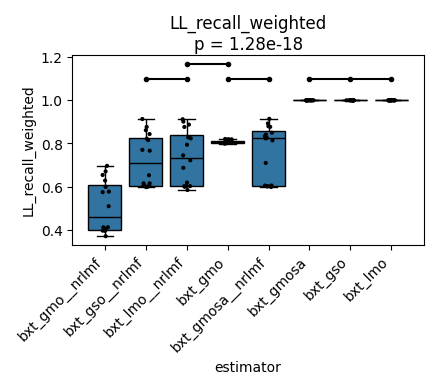 LL_recall_weighted
p = 1.28e-18
LL_recall_weighted
1.2
1.0
0.8
0.6
0.4
bxt_gmo__nrlmf
bxt_gso__nrlmf
bxt_lmo__nrlmf
bxt_gmo
bxt_gmosa__nrlmf
bxt_gmosa
bxt_gso
bxt_lmo
estimator